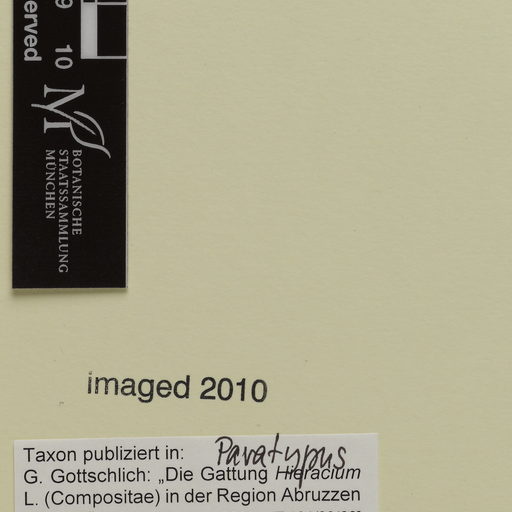 erved
9 10
M
BOTANISCHE
STAATSSAMMLUNG
MÜNCHEN
imaged 2010
Taxon publiziert in: Paratypus
G. Gottschlich: „Die Gattung Hieracium
L. (Compositae) in der Region Abruzzen